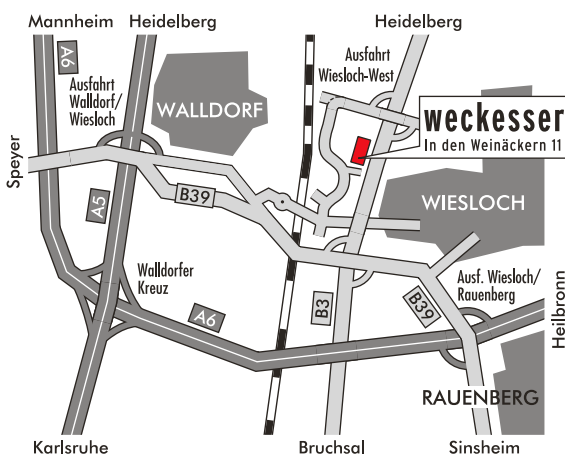 Mannheim
Heidelberg
Heidelberg
A6
Ausfahrt
Walldorf/
Wiesloch
WALLDORF
Ausfahrt
Wiesloch-West
weckesser
In den Weinäckern 11
Speyer
A5
B39
WIESLOCH
Walldorfer
Kreuz
A6
B3
B39
Ausf. Wiesloch/
Rauenberg
Heilbronn
RAUENBERG
Karlsruhe
Bruchsal
Sinsheim